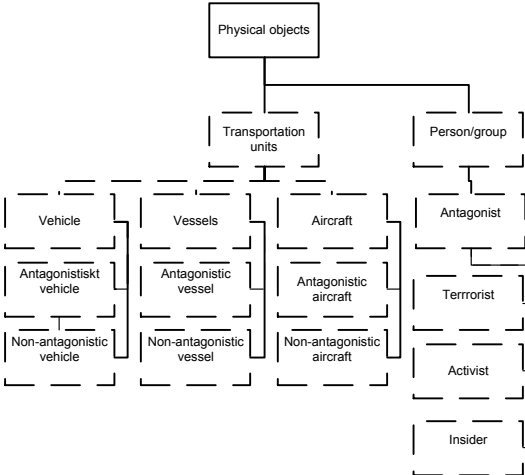 Physical objects
Transportation
units
Person/group
Vehicle
Vessels
Aircraft
Antagonist
Antagonistiskt
vehicle
Antagonistic
vessel
Antagonistic
aircraft
Terrrorist
Non-antagonistic
vehicle
Non-antagonistic
vessel
Non-antagonistic
aircraft
Activist
Insider